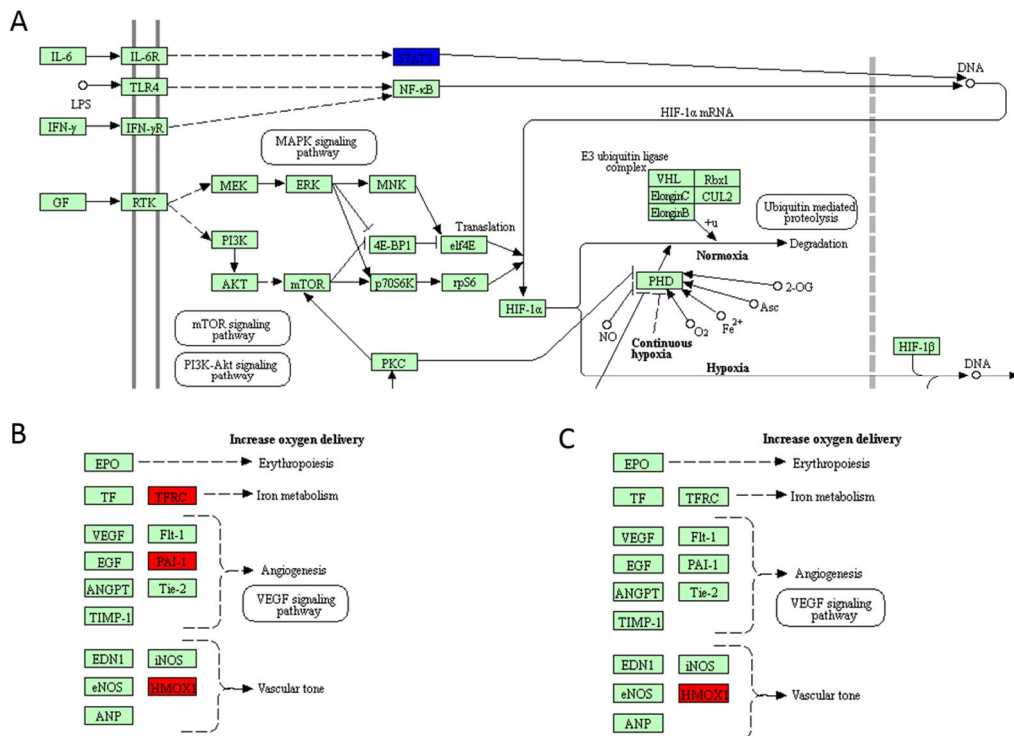 A
IL-6 IL-6R STAT3 DNA
TLR4 NF-κB
LPS
HIF-1α mRNA
IFN-γ IFN-γR
MAPK signaling
pathway
E3 ubiquitin ligase
complex
VHL Rbx1
ElonginC CUL2
ElonginB
Ubiquitin mediated
proteolysis
+u
MEK ERK MNK
GF RTK
Transtlation
PI3K 4E-BP1 elf4E
Degradation
Normoxia
AKT mTOR p70S6K rpS6
HIF-1α
PHD
2-OG
Asc
Fe2+
O2
NO
Continuous
hypoxia
mTOR signaling
pathway
PI3K-Akt signaling
pathway
PKC
Hypoxia
HIF-1β
DNA
B
Increase oxygen delivery
EPO Erythropoiesis
TF TFRC Iron metabolism
VEGF Flt-1
EGF PAI-1 Angiogenesis
ANGPT Tie-2
VEGF signaling
pathway
TIMP-1
EDN1 iNOS
eNOS HMOX1 Vascular tone
ANP
C
Increase oxygen delivery
EPO Erythropoiesis
TF TFRC Iron metabolism
VEGF Flt-1
EGF PAI-1 Angiogenesis
ANGPT Tie-2
VEGF signaling
pathway
TIMP-1
EDN1 iNOS
eNOS HMOX1 Vascular tone
ANP